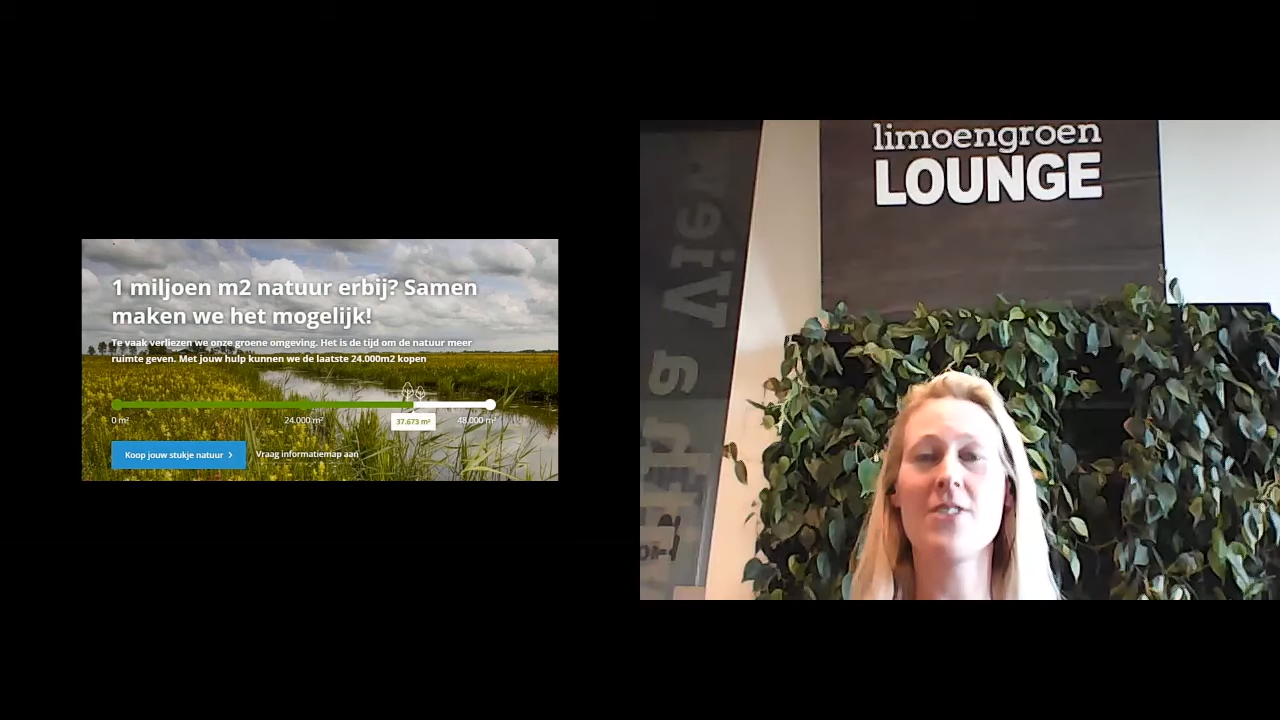 1 miljoen m2 natuur erbij? Samen
maken we het mogelijk!
Te vaak verliezen we onze groene omgeving. Het is de tijd om de natuur meer
ruimte geven. Met jouw hulp kunnen we de laatste 24.000m2 kopen
0 m²
24.000 m²
37.673 m²
48.000 m²
Koop jouw stukje natuur
Vraag informatiemap aan
limoengroen
LOUNGE